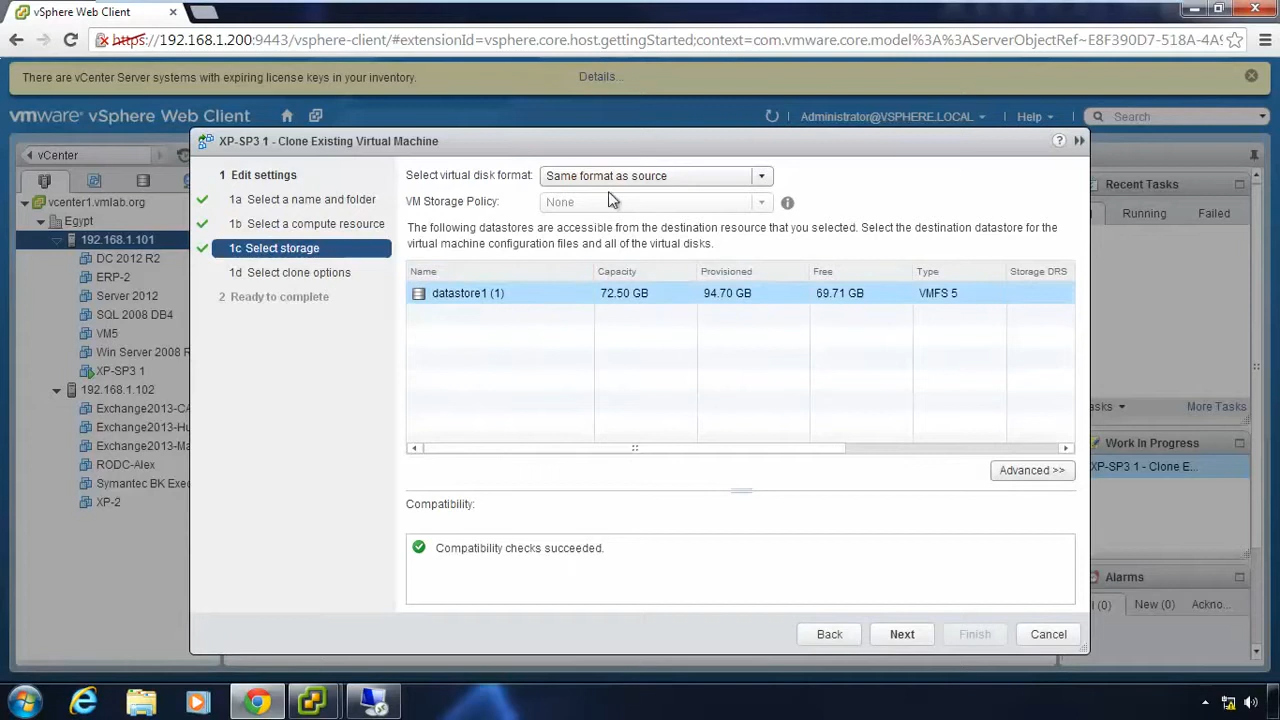 vSphere Web Client
https://192.168.1.200:9443/vsphere-client/#extensionId=vsphere.core.host.gettingStarted;context=com.vmware.core.model%3A%3AServerObjectRef~E8F390D7-518A-4A9
There are vCenter Server systems with expiring license keys in your inventory.
Details...
vmware® vSphere Web Client
Administrator@VSPHERE.LOCAL
Help
Search
vCenter
XP-SP3 1 - Clone Existing Virtual Machine
vcenter1.vmlab.org
Egypt
192.168.1.101
DC 2012 R2
ERP-2
Server 2012
SQL 2008 DB4
VM5
Win Server 2008 R
XP-SP3 1
192.168.1.102
Exchange2013-CA
Exchange2013-Hu
Exchange2013-Ma
RODC-Alex
Symantec BK Exec
XP-2
1 Edit settings
1a Select a name and folder
1b Select a compute resource
1c Select storage
1d Select clone options
2 Ready to complete
Select virtual disk format: Same format as source
VM Storage Policy: None
The following datastores are accessible from the destination resource that you selected. Select the destination datastore for the
virtual machine configuration files and all of the virtual disks.
Name Capacity Provisioned Free Type Storage DRS
datastore1 (1) 72.50 GB 94.70 GB 69.71 GB VMFS 5
Advanced >>
Compatibility:
Compatibility checks succeeded.
Back Next Finish Cancel
Recent Tasks
Running Failed
asks More Tasks
Work In Progress
XP-SP3 1 - Clone E...
Alarms
(0) New (0) Ackno...